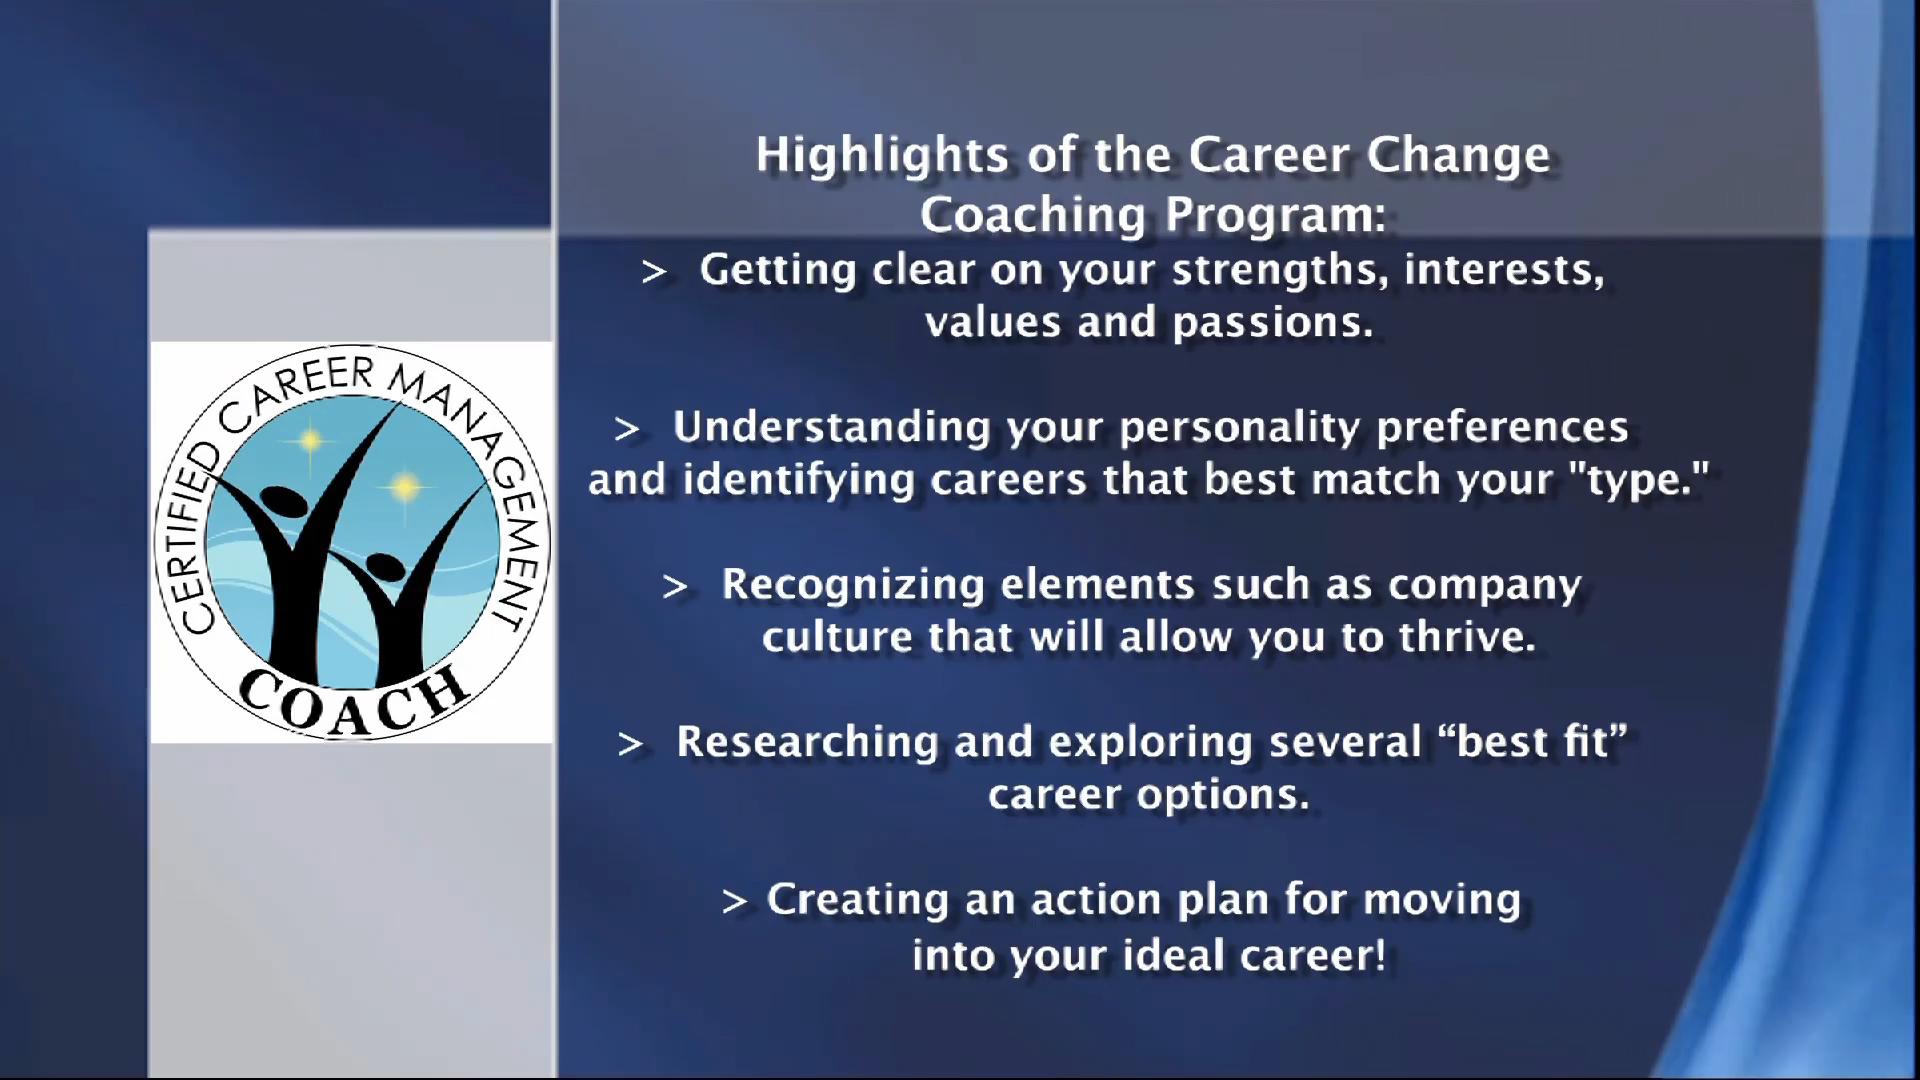 CERTIFIED CAREER MANAGEMENT
COACH
Highlights of the Career Change
Coaching Program:
> Getting clear on your strengths, interests,
values and passions.
> Understanding your personality preferences
and identifying careers that best match your "type."
> Recognizing elements such as company
culture that will allow you to thrive.
> Researching and exploring several “best fit”
career options.
> Creating an action plan for moving
into your ideal career!